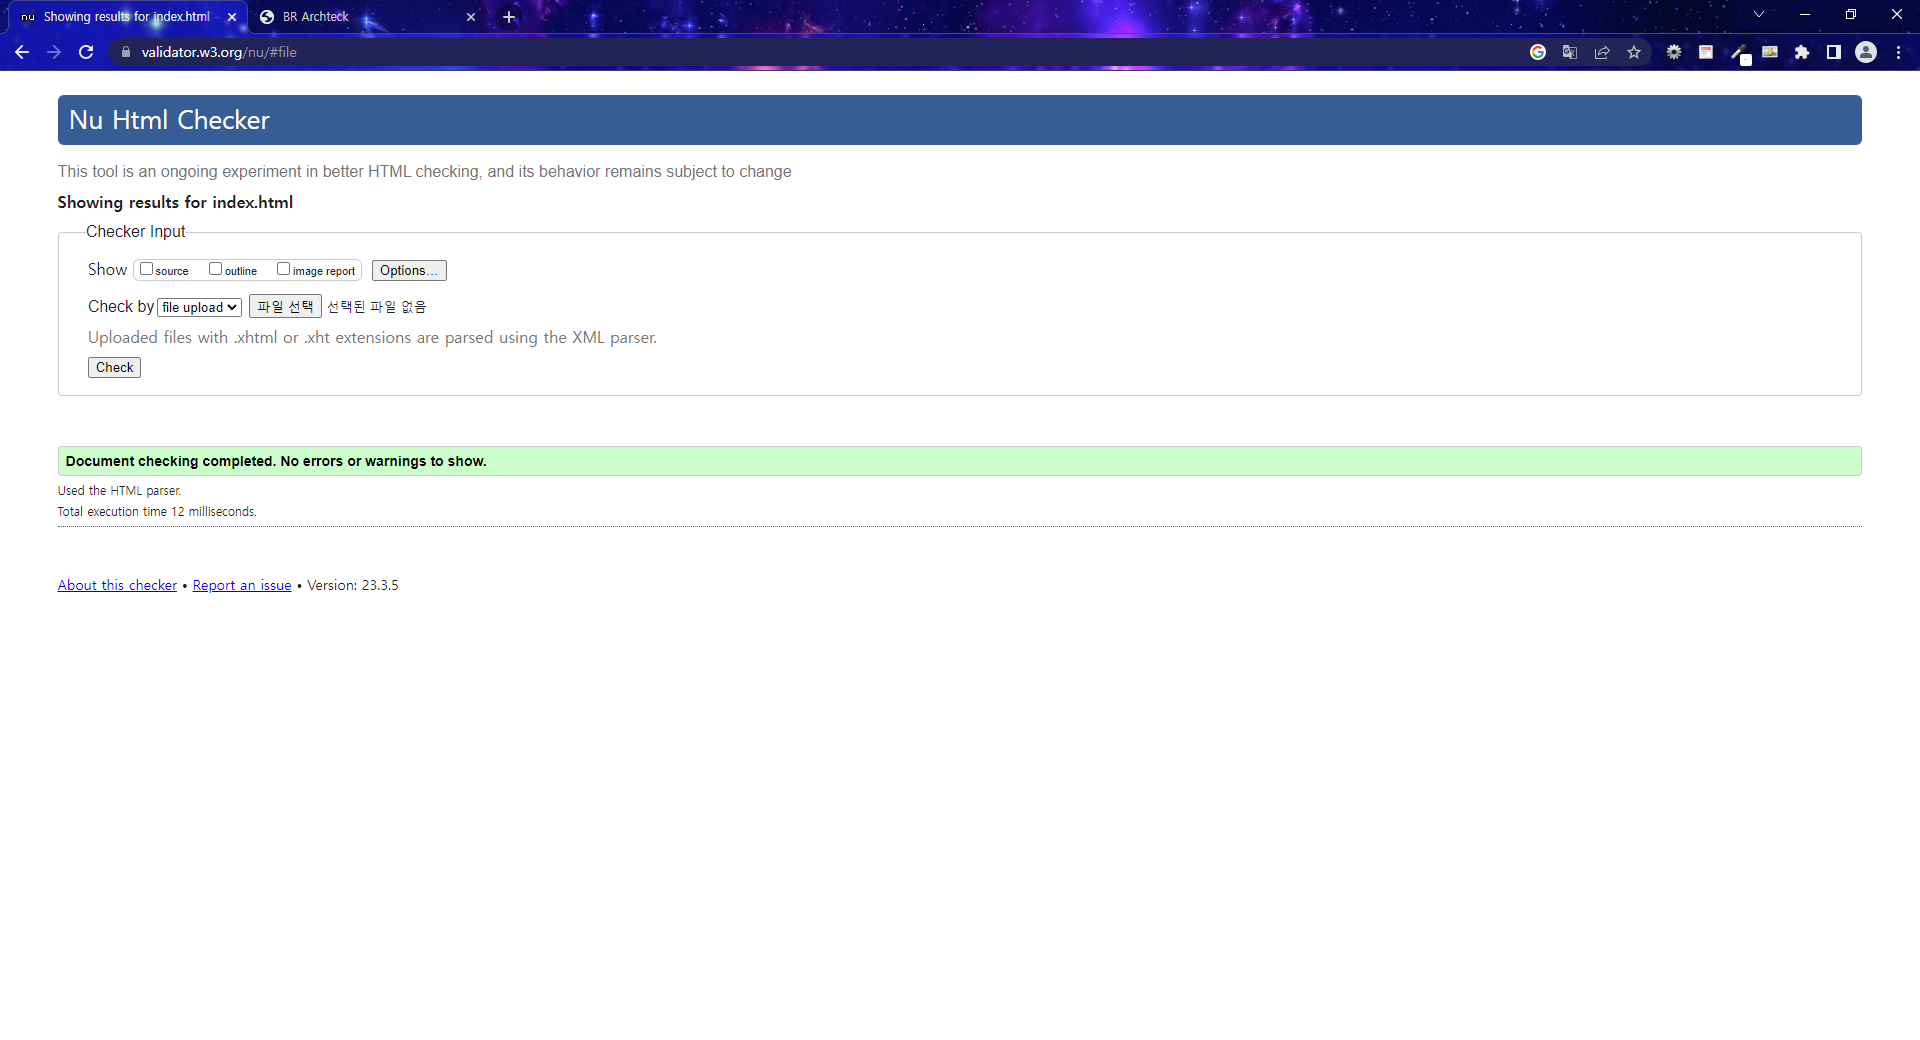 nu Showing results for index.html
BR Archteck
validator.w3.org/nu/#file
Nu Html Checker
This tool is an ongoing experiment in better HTML checking, and its behavior remains subject to change
Showing results for index.html
Checker Input
Show source outline image report Options...
Check by file upload 파일 선택 선택된 파일 없음
Uploaded files with .xhtml or .xht extensions are parsed using the XML parser.
Check
Document checking completed. No errors or warnings to show.
Used the HTML parser.
Total execution time 12 milliseconds.
About this checker • Report an issue • Version: 23.3.5